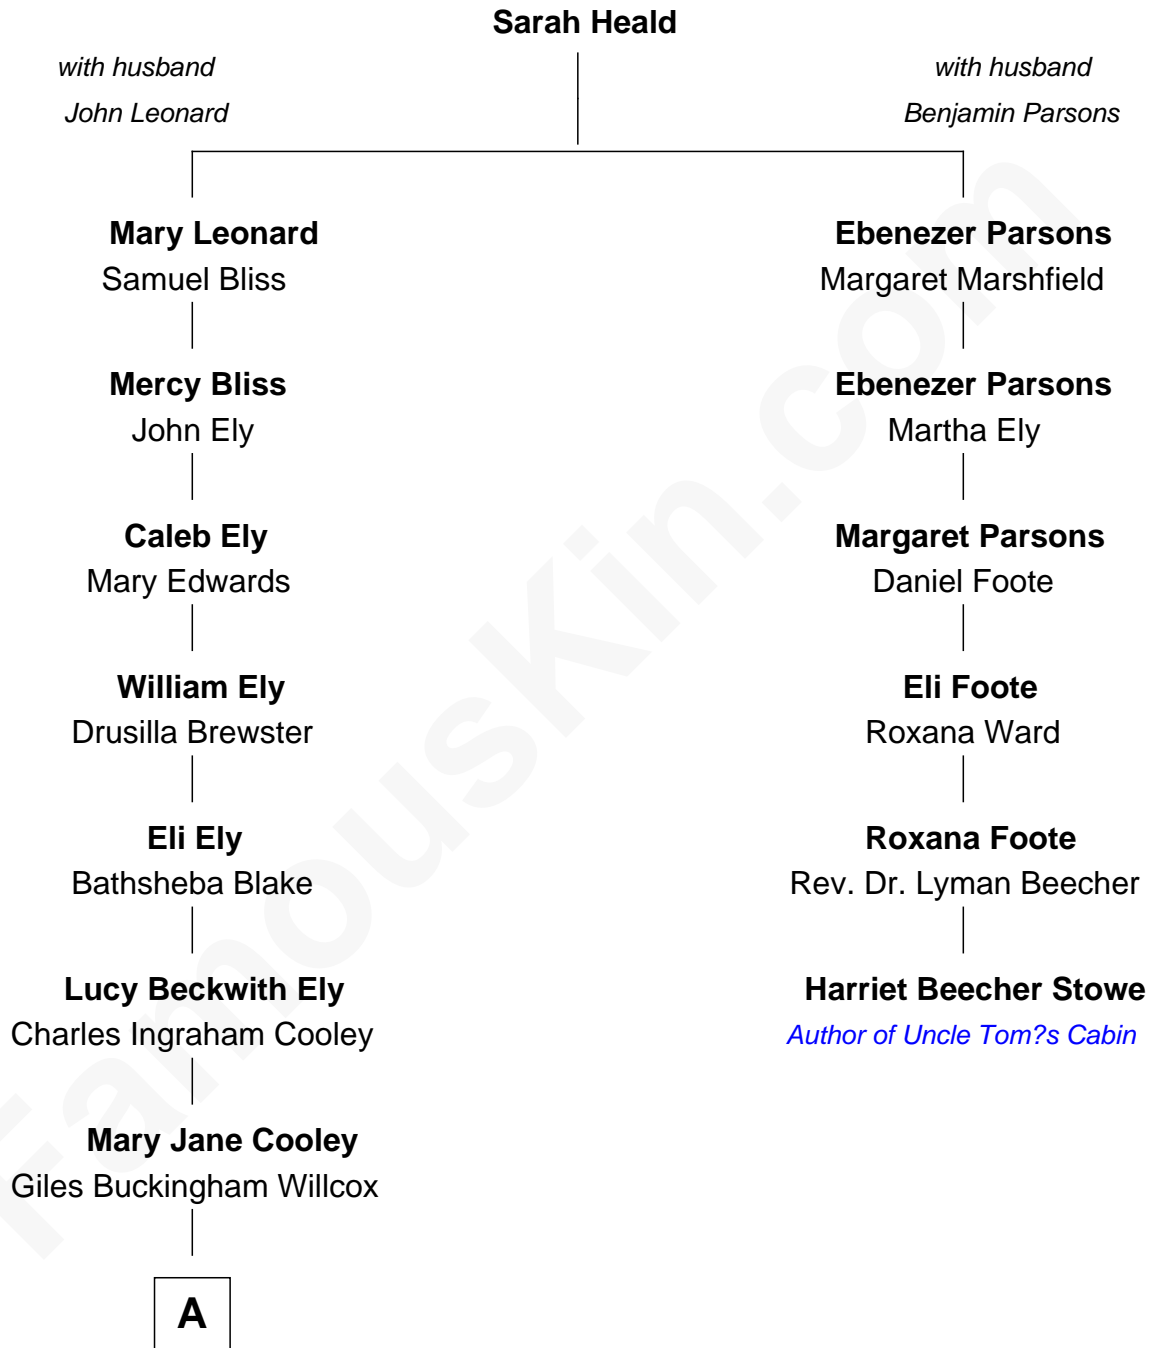 Sarah Heald
with husband
John Leonard
with husband
Benjamin Parsons
Mary Leonard
Samuel Bliss
Mercy Bliss
John Ely
Caleb Ely
Mary Edwards
William Ely
Drusilla Brewster
Eli Ely
Bathsheba Blake
Lucy Beckwith Ely
Charles Ingraham Cooley
Mary Jane Cooley
Giles Buckingham Willcox
A
Ebenezer Parsons
Margaret Marshfield
Ebenezer Parsons
Martha Ely
Margaret Parsons
Daniel Foote
Eli Foote
Roxana Ward
Roxana Foote
Rev. Dr. Lyman Beecher
Harriet Beecher Stowe
Author of Uncle Tom?s Cabin
FamousKin.com